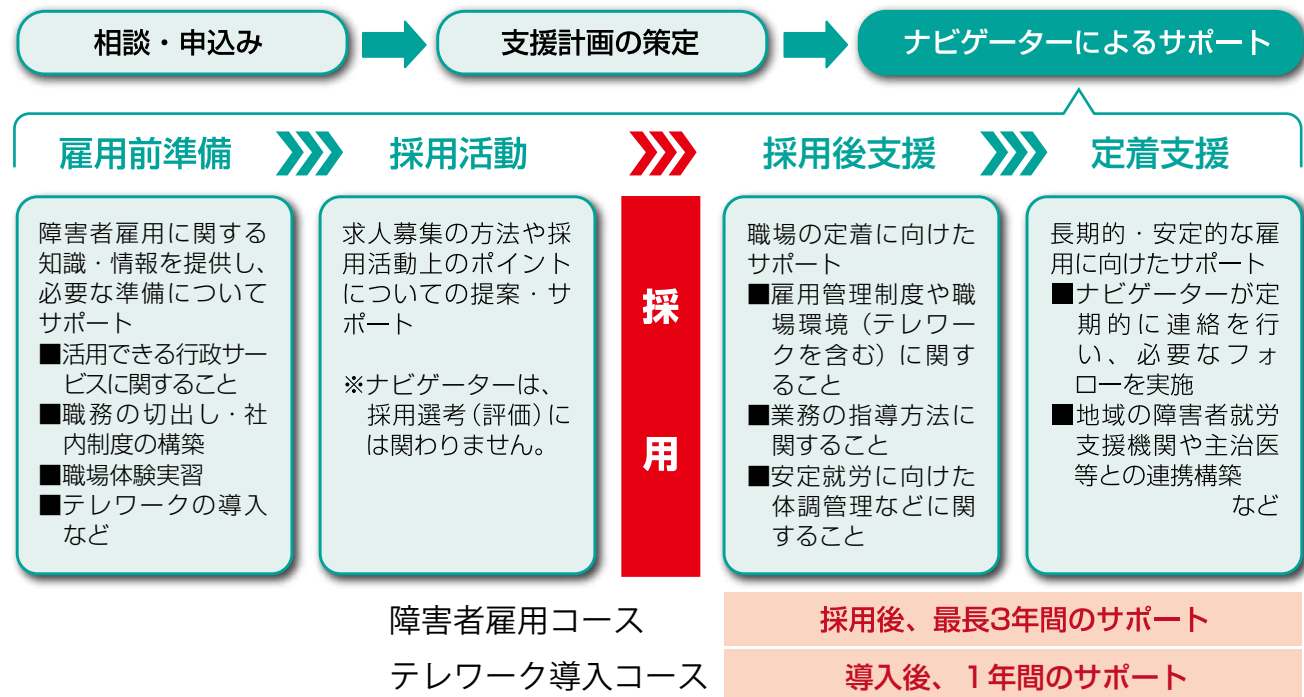 相談・申込み
支援計画の策定
ナビゲーターによるサポート
雇用前準備
採用活動
採用後支援
定着支援
障害者雇用に関する
知識・情報を提供し、
必要な準備について
サポート
■活用できる行政サー
ビスに関すること
■職務の切出し・社
内制度の構築
■職場体験実習
■テレワークの導入
など
求人募集の方法や採
用活動上のポイント
についての提案・サ
ポート
※ナビゲーターは、
採用選考(評価)に
は関わりません。
採
用
職場の定着に向けた
サポート
■雇用管理制度や職
場環境(テレワー
クを含む)に関す
ること
■業務の指導方法に
関すること
■安定就労に向けた
体調管理などに関
すること
長期的・安定的な雇
用に向けたサポート
■ナビゲーターが定
期的に連絡を行
い、必要なフォ
ローを実施
■地域の障害者就労
支援機関や主治医
等との連携構築
など
障害者雇用コース
採用後、最長3年間のサポート
テレワーク導入コース
導入後、1年間のサポート